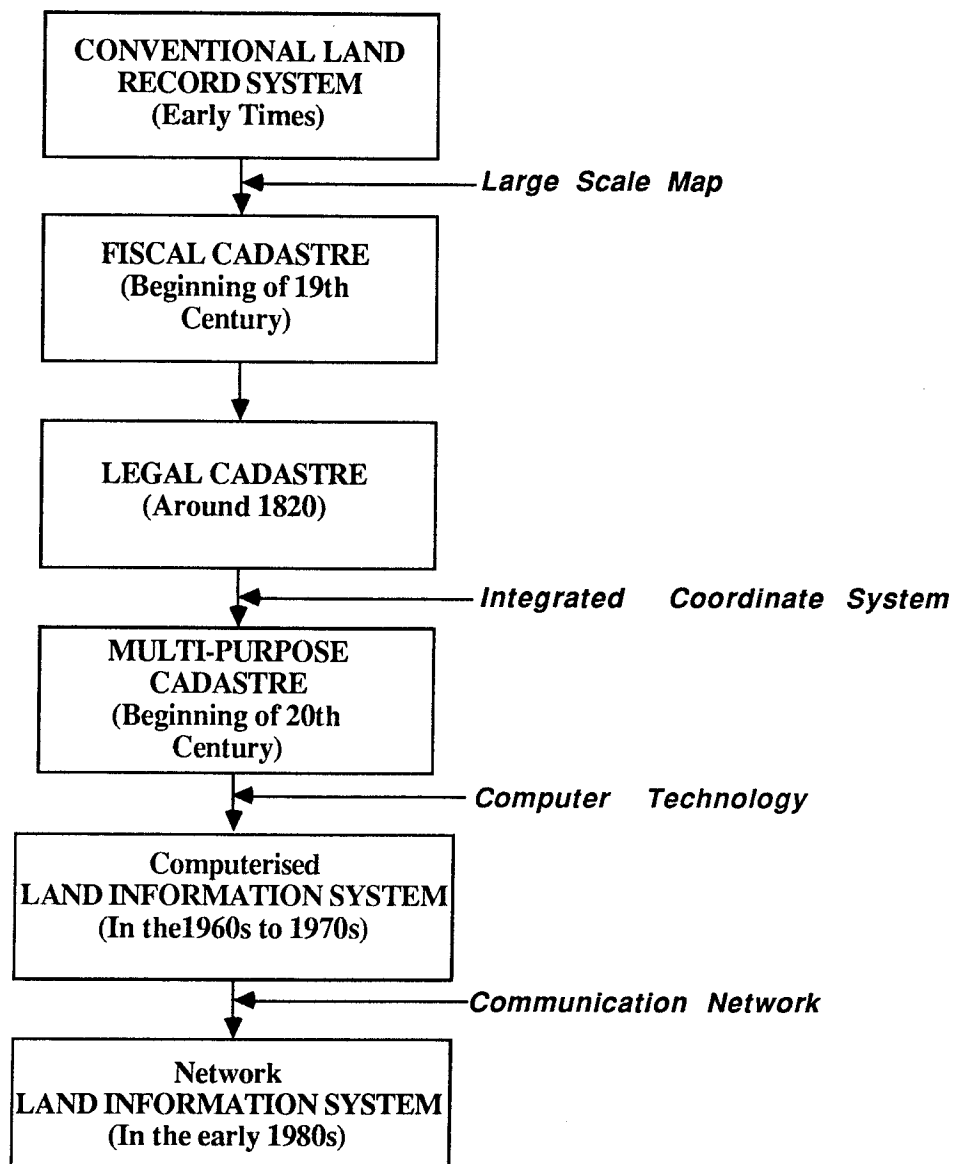 CONVENTIONAL LAND
RECORD SYSTEM
(Early Times)
Large Scale Map
FISCAL CADASTRE
(Beginning of 19th
Century)
LEGAL CADASTRE
(Around 1820)
Integrated Coordinate System
MULTI-PURPOSE
CADASTRE
(Beginning of 20th
Century)
Computer Technology
Computerised
LAND INFORMATION SYSTEM
(In the1960s to 1970s)
Communication Network
Network
LAND INFORMATION SYSTEM
(In the early 1980s)